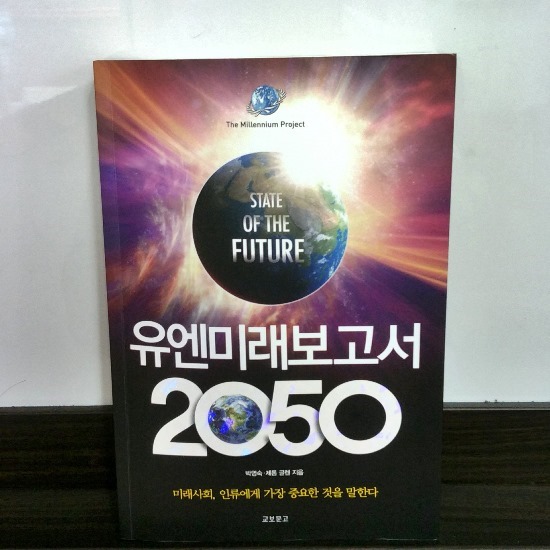 The Millennium Project
STATE
OF THE
FUTURE
유엔미래보고서
2050
박영숙·제롬 글렌 지음
미래사회, 인류에게 가장 중요한 것을 말한다
교보문고